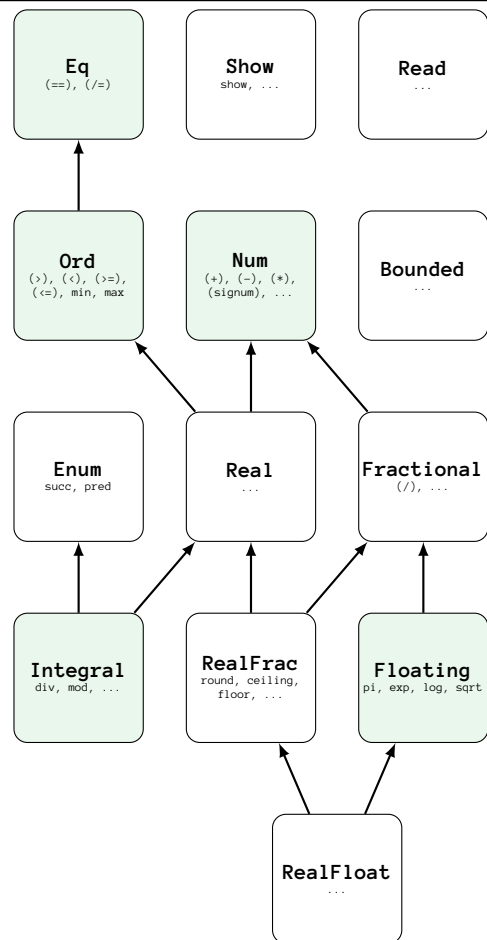 Eq
(==), (/=)
Show
show, ...
Read
...
Ord
(>), (<), (>=),
(<=), min, max
Num
(+), (-), (*),
(signum), ...
Bounded
...
Enum
succ, pred
Real
...
Fractional
(/), ...
Integral
div, mod, ...
RealFrac
round, ceiling,
floor, ...
Floating
pi, exp, log, sqrt
RealFloat
...